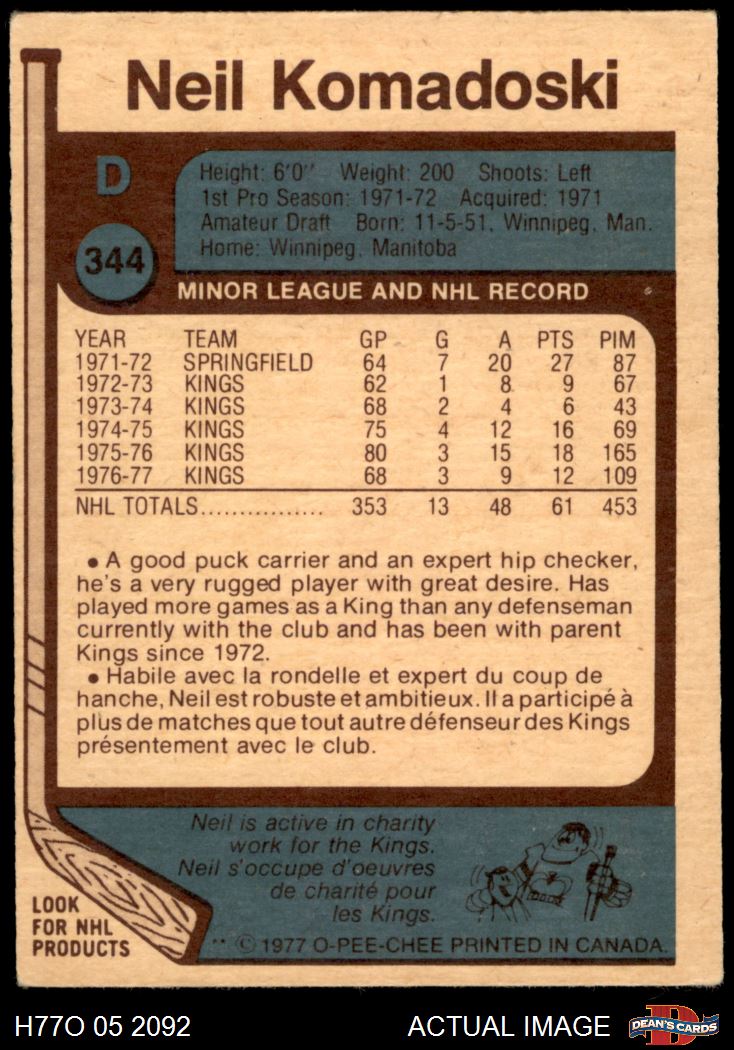 Neil Komadoski
D
344
Height: 6'0" Weight: 200 Shoots: Left
1st Pro Season: 1971-72 Acquired: 1971
Amateur Draft Born: 11-5-51, Winnipeg, Man.
Home: Winnipeg, Manitoba
MINOR LEAGUE AND NHL RECORD
YEAR TEAM GP G A PTS PIM
1971-72 SPRINGFIELD 64 7 20 27 87
1972-73 KINGS 62 1 8 9 67
1973-74 KINGS 68 2 4 6 43
1974-75 KINGS 75 4 12 16 69
1975-76 KINGS 80 3 15 18 165
1976-77 KINGS 68 3 9 12 109
NHL TOTALS................ 353 13 48 61 453
• A good puck carrier and an expert hip checker,
he's a very rugged player with great desire. Has
played more games as a King than any defenseman
currently with the club and has been with parent
Kings since 1972.
• Habile avec la rondelle et expert du coup de
hanche, Neil est robuste et ambitieux. Il a participé à
plus de matches que tout autre défenseur des Kings
présentement avec le club.
Neil is active in charity
work for the Kings.
Neil s'occupe d'oeuvres
de charité pour
les Kings.
LOOK
FOR NHL
PRODUCTS
** © 1977 O-PEE-CHEE PRINTED IN CANADA.
H77O 05 2092 ACTUAL IMAGE
D
DEAN'S CARDS